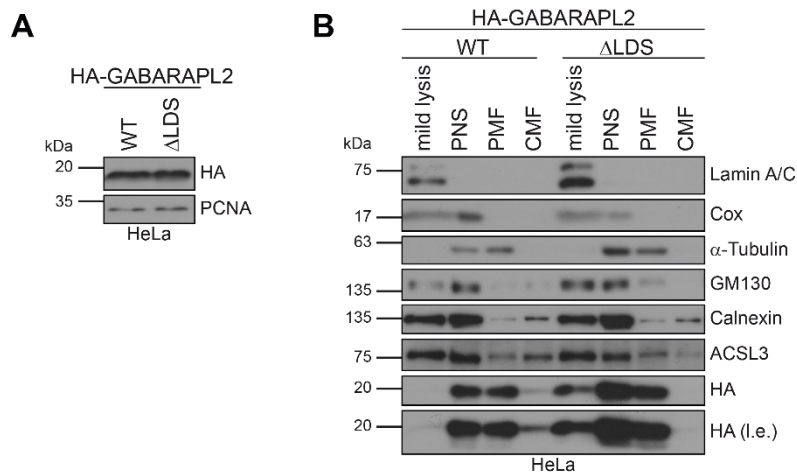 A
HA-GABARAPL2
WT
ΔLDS
kDa
20
HA
35
PCNA
HeLa
B
HA-GABARAPL2
WT ΔLDS
mild lysis PNS PMF CMF mild lysis PNS PMF CMF
kDa
75 Lamin A/C
17 Cox
63 α-Tubulin
135 GM130
135 Calnexin
75 ACSL3
20 HA
20 HA (l.e.)
HeLa